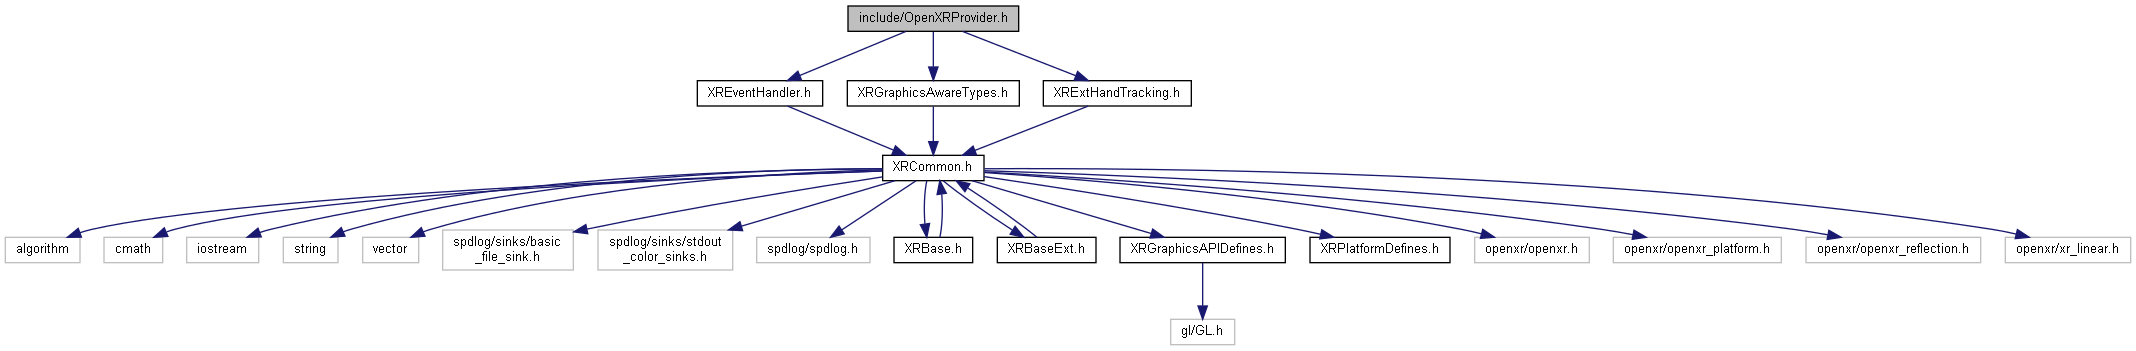 include/OpenXRProvider.h
XREventHandler.h
XRGraphicsAwareTypes.h
XRExtHandTracking.h
XRCommon.h
algorithm
cmath
iostream
string
vector
spdlog/sinks/basic
_file_sink.h
spdlog/sinks/stdout
_color_sinks.h
spdlog/spdlog.h
XRBase.h
XRBaseExt.h
XRGraphicsAPIDefines.h
XRPlatformDefines.h
openxr/openxr.h
openxr/openxr_platform.h
openxr/openxr_reflection.h
openxr/xr_linear.h
gl/GL.h